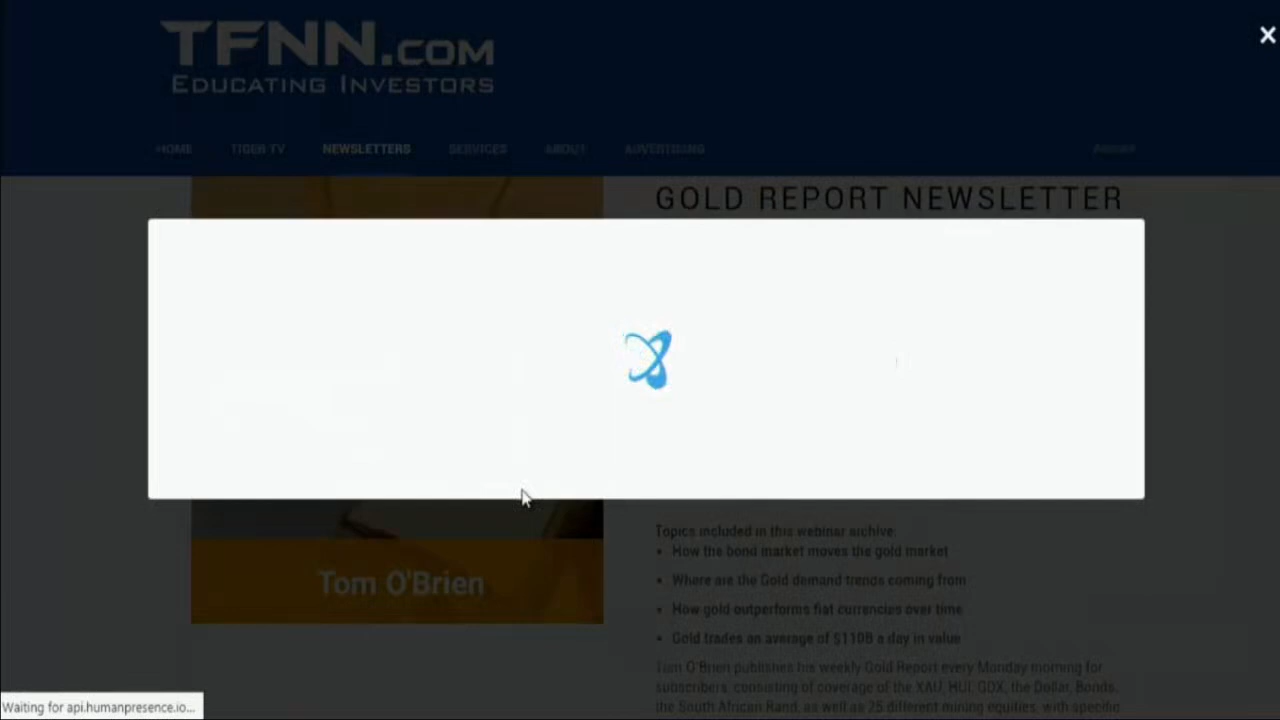 TFNN.COM
EDUCATING INVESTORS
HOME TIGER TV NEWSLETTERS SERVICES ABOUT ADVERTISING
GOLD REPORT NEWSLETTER
Topics included in this webinar archive:
• How the bond market moves the gold market
• Where are the Gold demand trends coming from
• How gold outperforms fiat currencies over time
• Gold trades on average of $110B a day in value
Tom O'Brien
Tom O'Brien publishes his weekly Gold Report every Monday morning for
subscribers, consisting of coverage of the XAU, HUI, GDX, the Dollar, Bonds,
the South African Rand, as well as 25 different mining equities, with specific
Waiting for api.humanpresence.io...